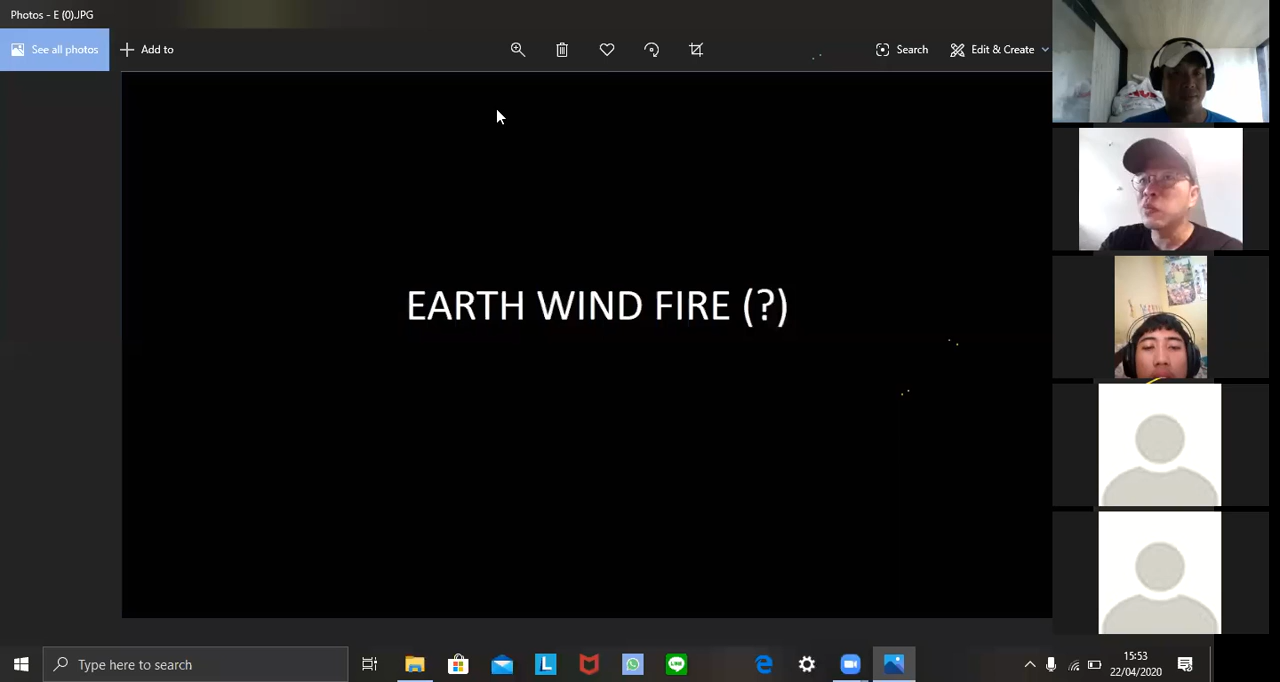 Photos - E (0).JPG
See all photos
Add to
Search
Edit & Create
EARTH WIND FIRE (?)
Type here to search
L
15:53
22/04/2020